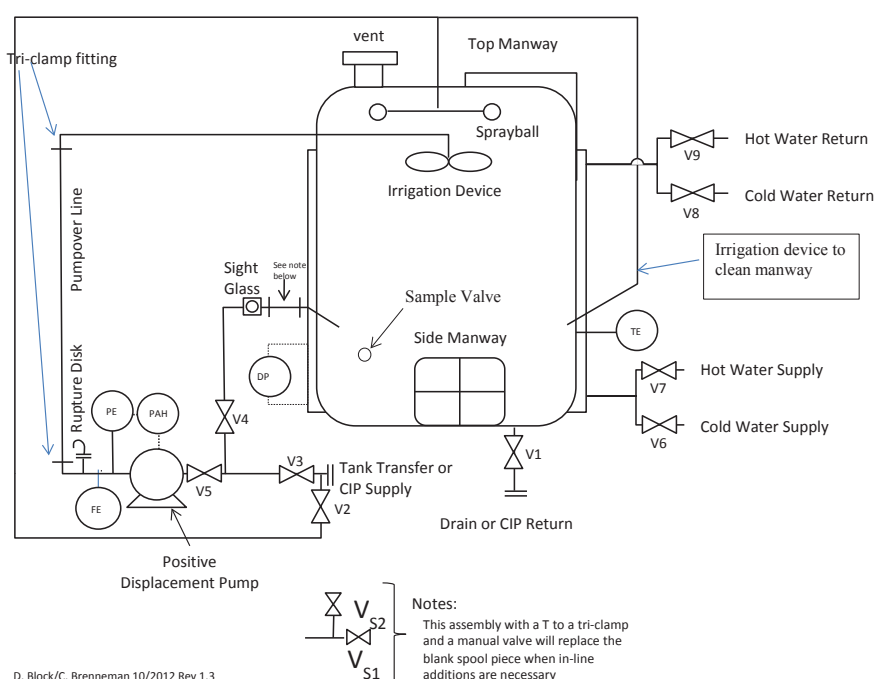 vent
Top Manway
Tri-clamp fitting
Sprayball
Hot Water Return
V9
Irrigation Device
Cold Water Return
V8
Pumpover Line
Irrigation device to
clean manway
Sight
Glass
See note
below
Sample Valve
Side Manway
TE
DP
Rupture Disk
Hot Water Supply
V7
PE
PAH
V4
Cold Water Supply
V6
V1
V3
Tank Transfer or
CIP Supply
V5
V2
FE
Drain or CIP Return
Positive
Displacement Pump
Notes:
V S2
This assembly with a T to a tri-clamp
and a manual valve will replace the
V S1
blank spool piece when in-line
additions are necessary
D. Block/C. Brenneman 10/2012 Rev 1.3